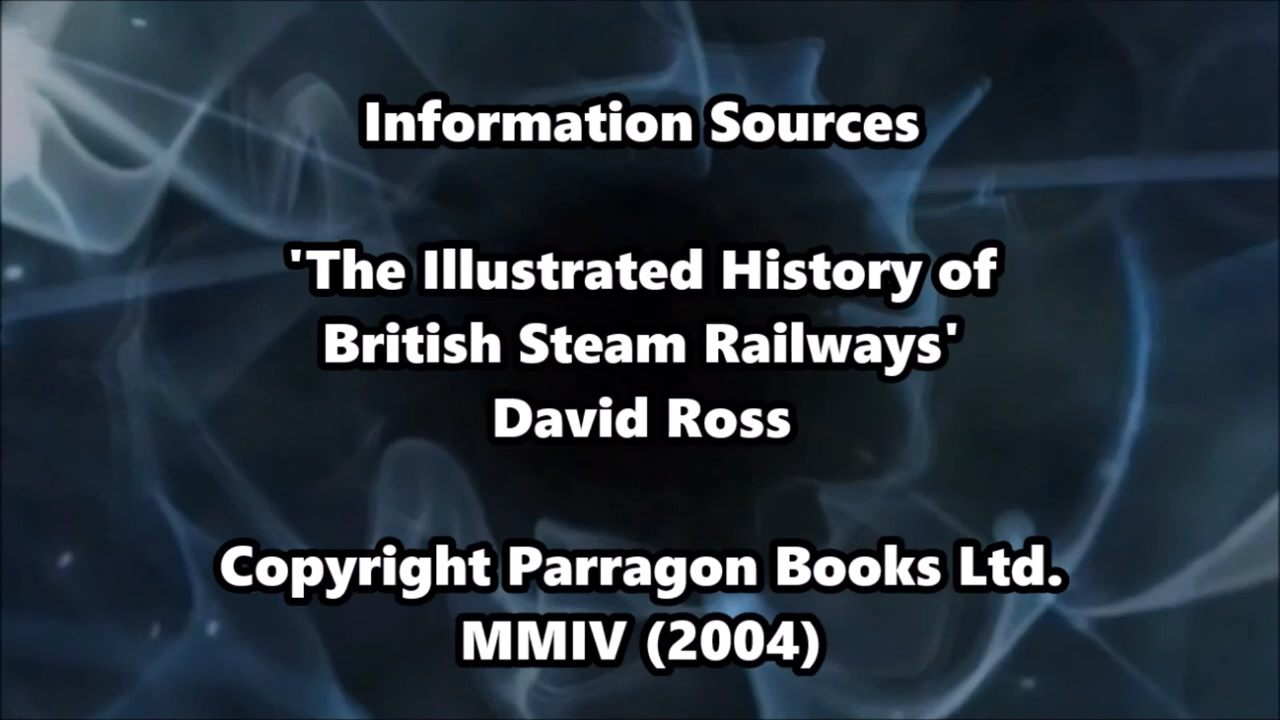 Information Sources
'The Illustrated History of
British Steam Railways'
David Ross
Copyright Parragon Books Ltd.
MMIV (2004)